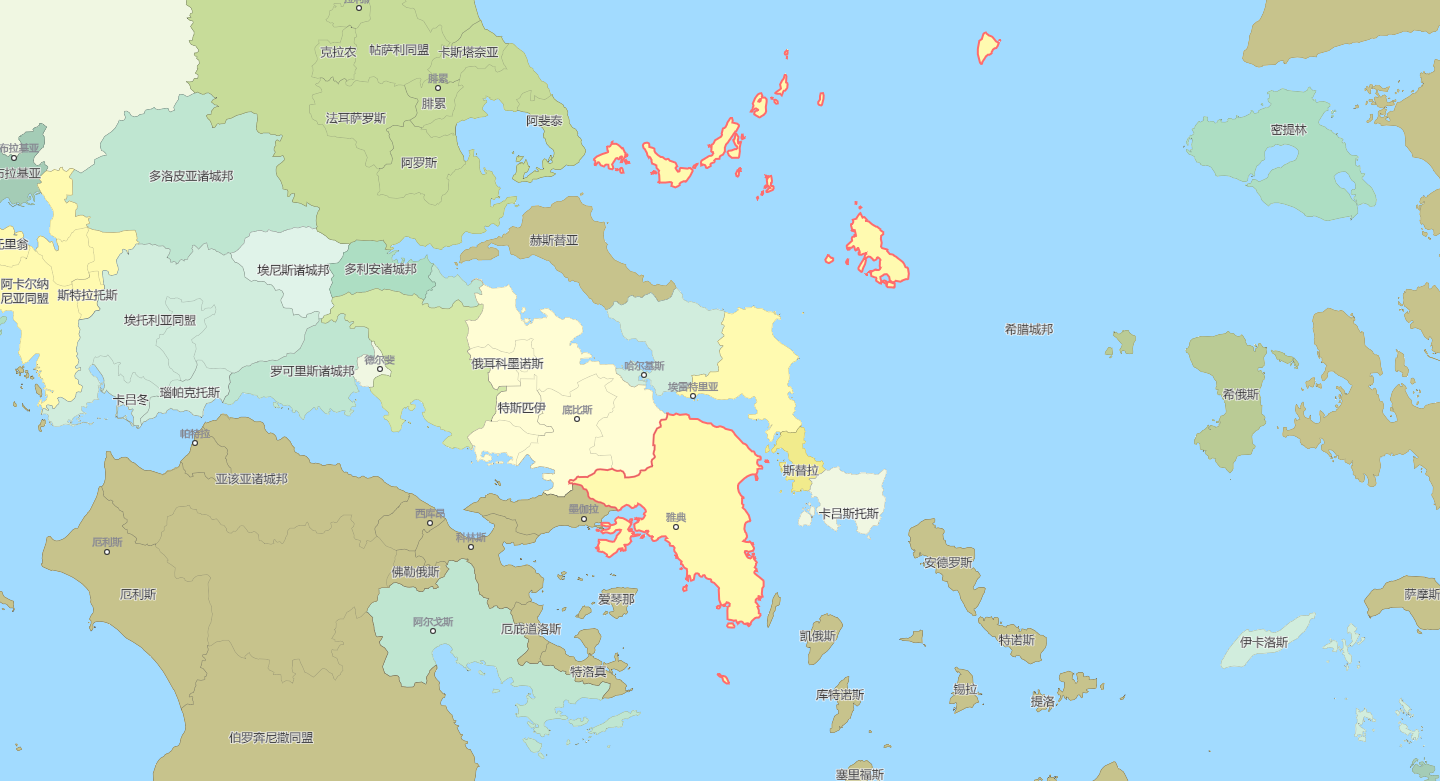 克拉农
帖萨利同盟
卡斯塔奈亚
腓累
腓累
法耳萨罗斯
阿斐泰
阿罗斯
密提林
布拉基亚
布拉基亚
多洛皮亚诸城邦
赫斯替亚
埃尼斯诸城邦
多利安诸城邦
阿卡尔纳
尼亚同盟
斯特拉托斯
埃托利亚同盟
希腊城邦
德尔斐
俄耳科墨诺斯
哈尔基斯
罗可里斯诸城邦
埃雷特里亚
瑙帕克托斯
卡吕冬
希俄斯
特斯匹伊
底比斯
帕特拉
斯替拉
亚该亚诸城邦
墨伽拉
西库昂
雅典
卡吕斯托斯
科林斯
厄利斯
安德罗斯
佛勒俄斯
厄利斯
爱琴那
萨摩斯
阿尔戈斯
厄庇道洛斯
凯俄斯
特诺斯
伊卡洛斯
特洛真
库特诺斯
锡拉
提洛
伯罗奔尼撒同盟
塞里福斯